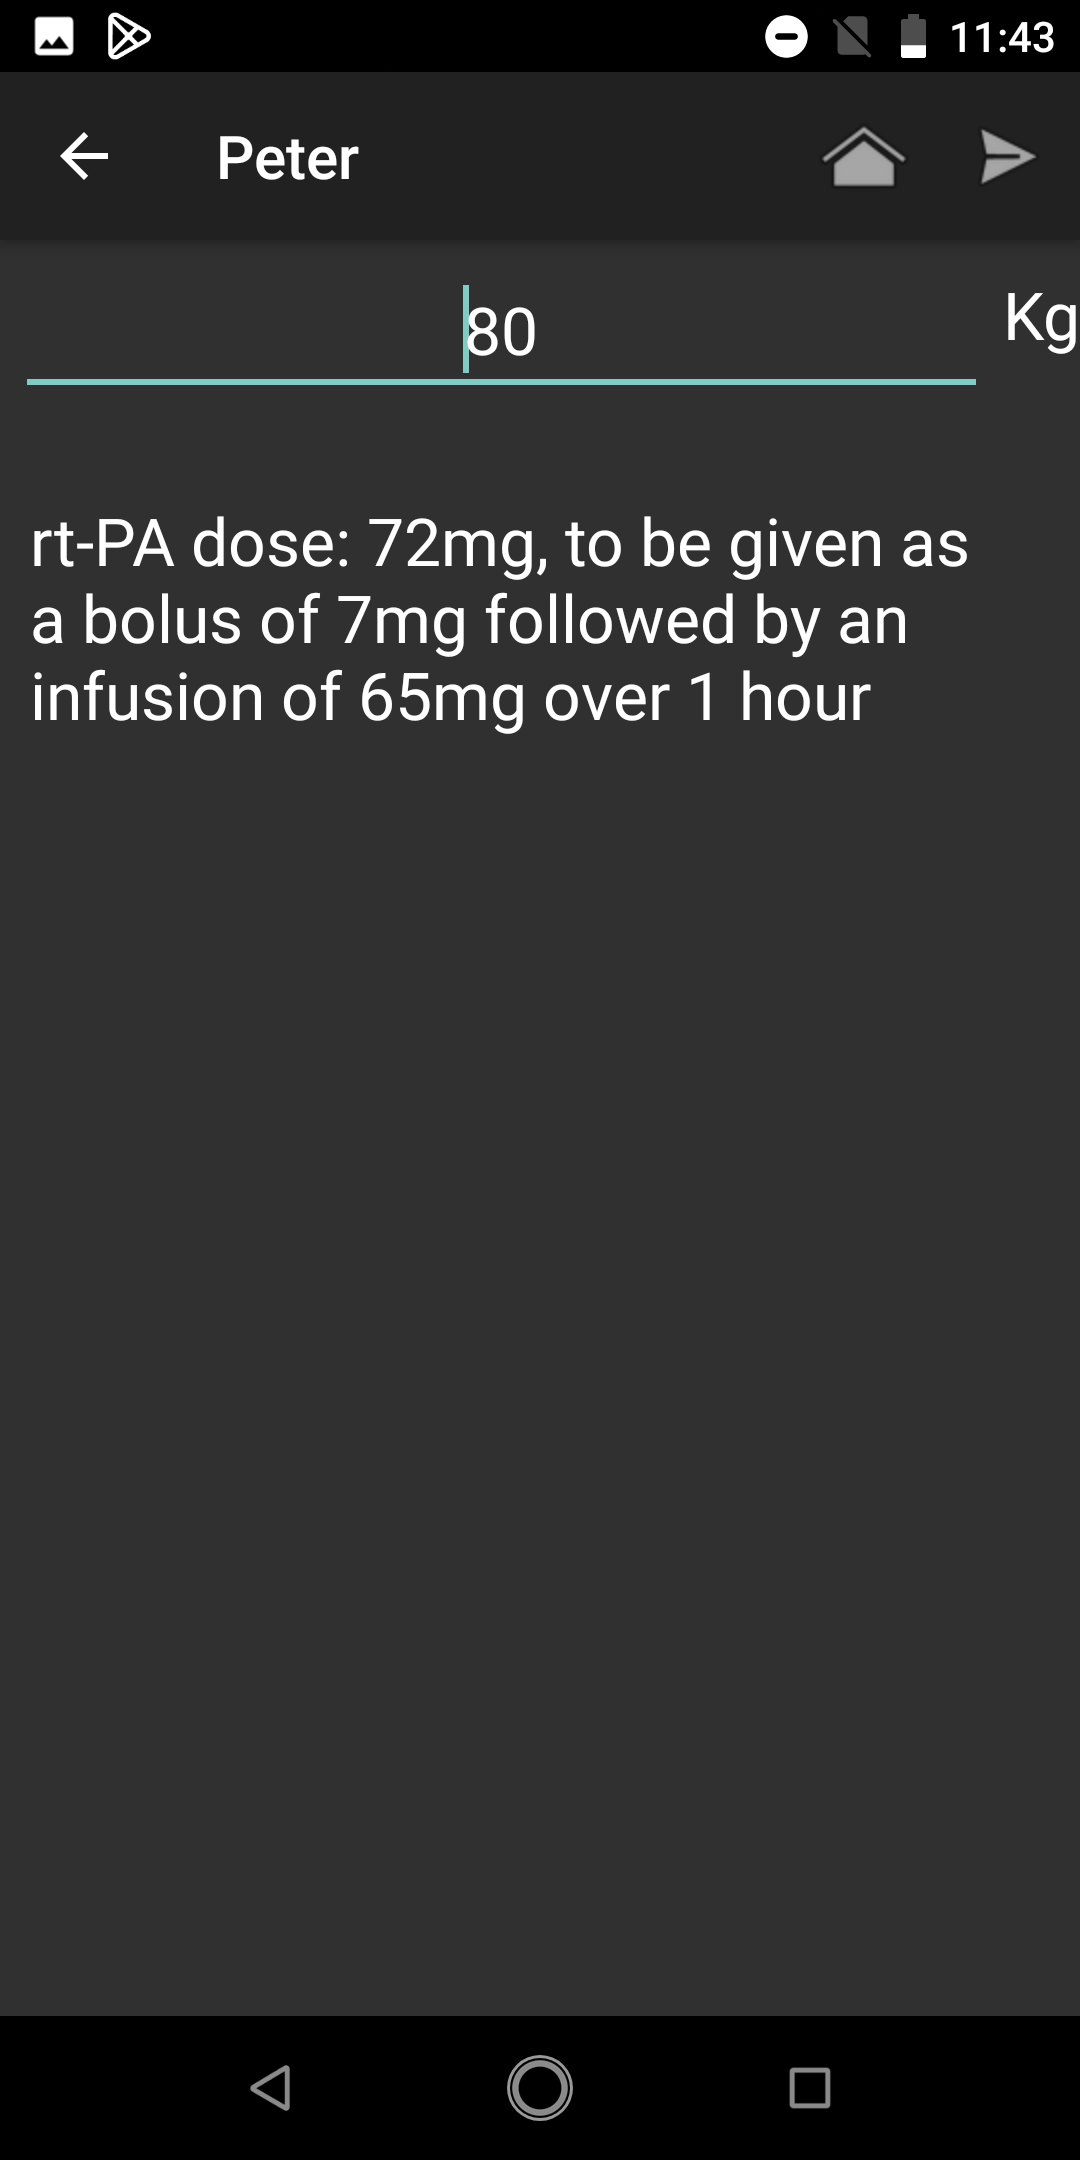 11:43
Peter
80 Kg
rt-PA dose: 72mg, to be given as
a bolus of 7mg followed by an
infusion of 65mg over 1 hour